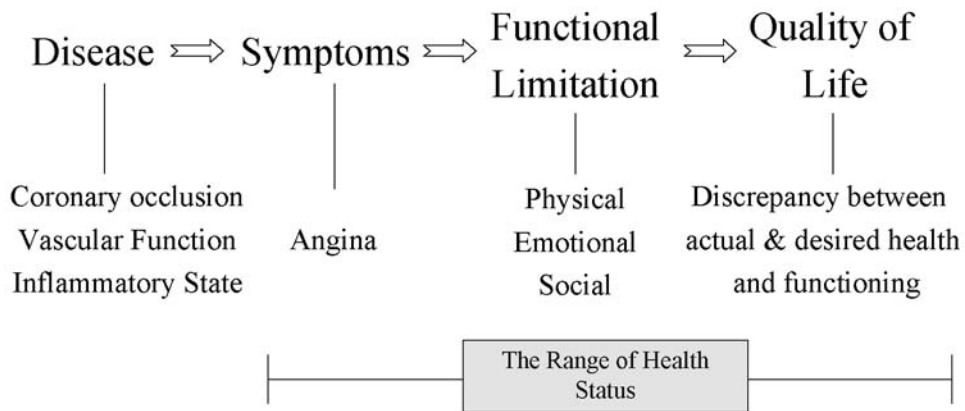 Disease
Symptoms
Functional
Limitation
Quality of
Life
Coronary occlusion
Vascular Function
Inflammatory State
Angina
Physical
Emotional
Social
Discrepancy between
actual & desired health
and functioning
The Range of Health
Status